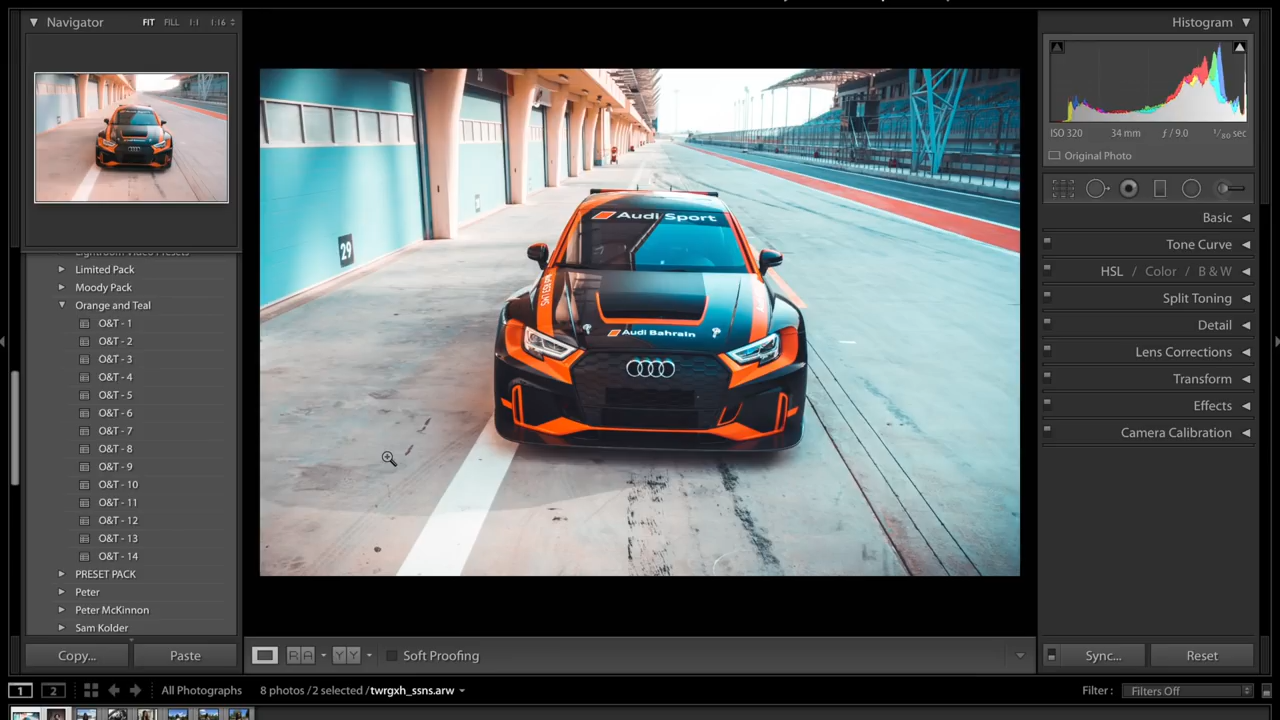 Navigator FIT FILL 1:1 1:16
Histogram
ISO 320 34 mm ƒ / 9.0 1/80 sec
Original Photo
Basic
Tone Curve
HSL / Color / B & W
Split Toning
Detail
Lens Corrections
Transform
Effects
Camera Calibration
Lightroom Video Presets
Limited Pack
Moody Pack
Orange and Teal
O&T - 1
O&T - 2
O&T - 3
O&T - 4
O&T - 5
O&T - 6
O&T - 7
O&T - 8
O&T - 9
O&T - 10
O&T - 11
O&T - 12
O&T - 13
O&T - 14
PRESET PACK
Peter
Peter McKinnon
Sam Kolder
29
Audi Sport
Audi Bahrain
Copy... Paste
R A Y Y Soft Proofing
Sync... Reset
1 2 All Photographs 8 photos / 2 selected / twrgxh_ssns.arw
Filter : Filters Off